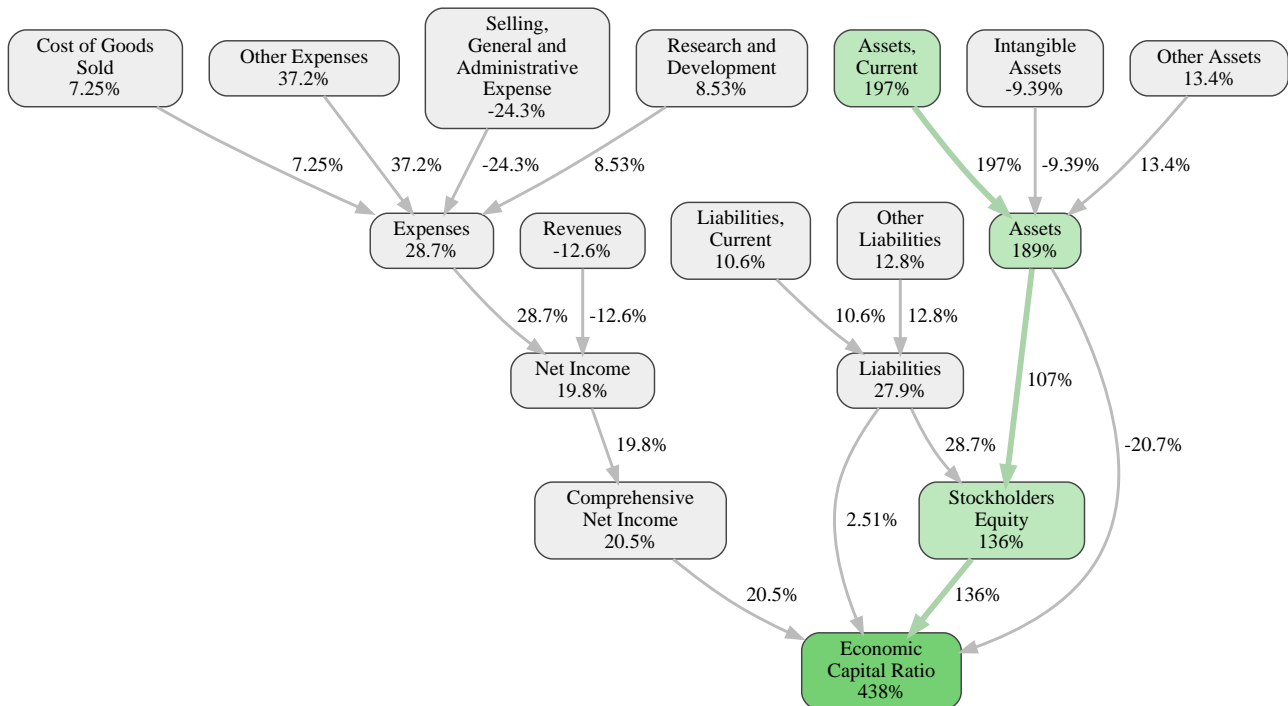 Cost of Goods
Sold
7.25%
Other Expenses
37.2%
Selling,
General and
Administrative
Expense
-24.3%
Research and
Development
8.53%
Assets,
Current
197%
Intangible
Assets
-9.39%
Other Assets
13.4%
7.25%
37.2%
-24.3%
8.53%
197%
-9.39%
13.4%
Expenses
28.7%
Revenues
-12.6%
Liabilities,
Current
10.6%
Other
Liabilities
12.8%
Assets
189%
28.7%
-12.6%
10.6%
12.8%
Net Income
19.8%
Liabilities
27.9%
107%
19.8%
28.7%
-20.7%
Comprehensive
Net Income
20.5%
2.51%
Stockholders
Equity
136%
20.5%
136%
Economic
Capital Ratio
438%